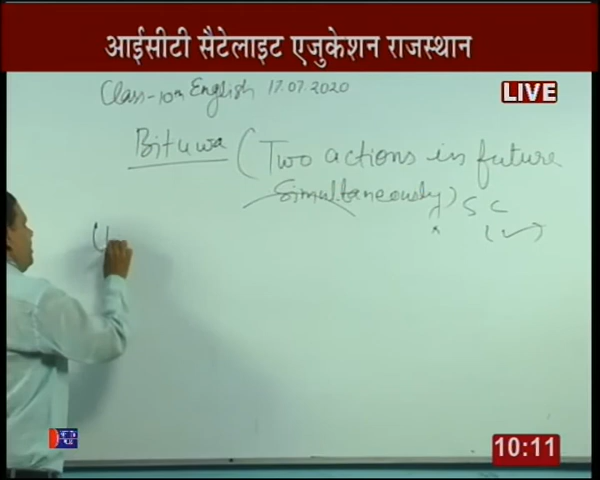 आईसीटी सैटेलाइट एजुकेशन राजस्थान
LIVE
Class-10th English 17.07.2020
Bituwa (Two actions in future
Simultaneously) S C
10:11